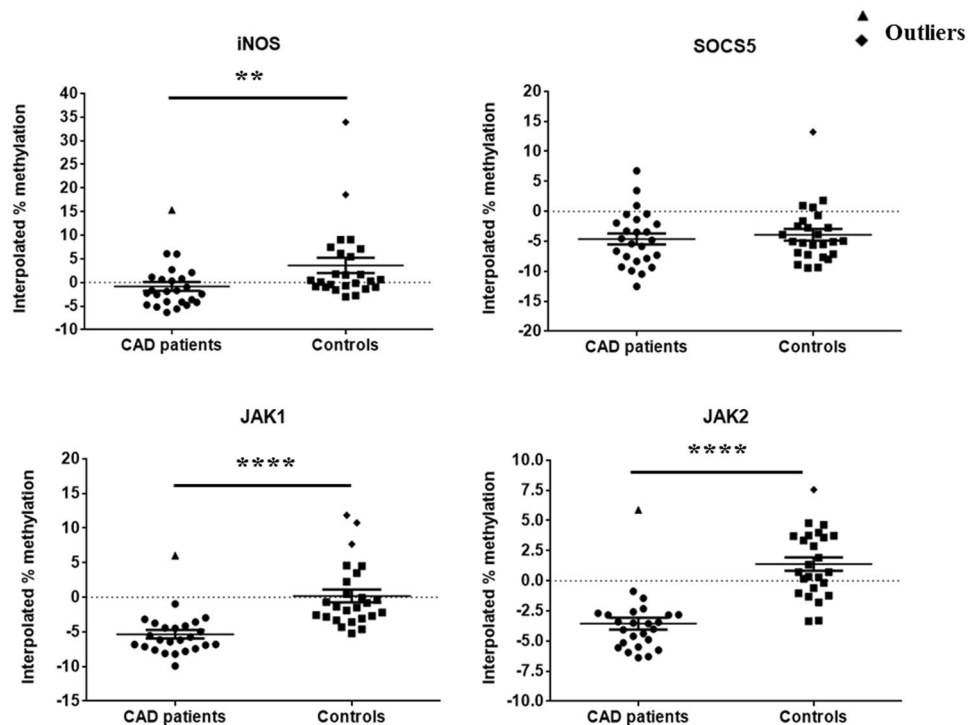 Outliers
iNOS
**
Interpolated % methylation
40
35
30
25
20
15
10
5
0
-5
-10
CAD patients
Controls
SOCS5
Interpolated % methylation
20
15
10
5
0
-5
-10
-15
-20
CAD patients
Controls
JAK1
****
Interpolated % methylation
20
15
10
5
0
-5
-10
-15
CAD patients
Controls
JAK2
****
Interpolated % methylation
10.0
7.5
5.0
2.5
0.0
-2.5
-5.0
-7.5
-10.0
CAD patients
Controls